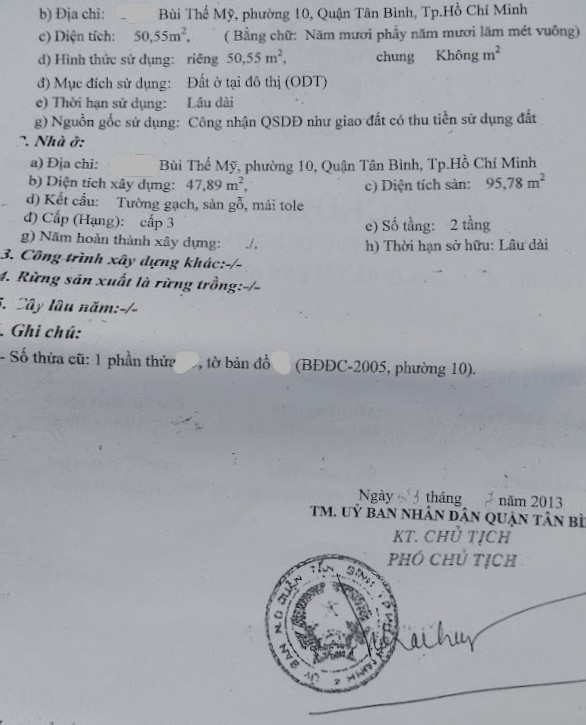 b) Địa chỉ: Bùi Thế Mỹ, phường 10, Quận Tân Bình, Tp.Hồ Chí Minh
c) Diện tích: 50,55m², ( Bằng chữ: Năm mươi phẩy năm mươi lăm mét vuông)
d) Hình thức sử dụng: riêng 50,55 m², chung Không m²
đ) Mục đích sử dụng: Đất ở tại đô thị (ODT)
e) Thời hạn sử dụng: Lâu dài
g) Nguồn gốc sử dụng: Công nhận QSDĐ như giao đất có thu tiền sử dụng đất
2. Nhà ở:
a) Địa chỉ: Bùi Thế Mỹ, phường 10, Quận Tân Bình, Tp.Hồ Chí Minh
b) Diện tích xây dựng: 47,89 m², c) Diện tích sàn: 95,78 m²
d) Kết cấu: Tường gạch, sàn gỗ, mái tole
đ) Cấp (Hạng): cấp 3 e) Số tầng: 2 tầng
g) Năm hoàn thành xây dựng: ./. h) Thời hạn sở hữu: Lâu dài
3. Công trình xây dựng khác:-/-
4. Rừng sản xuất là rừng trồng:-/-
5. Cây lâu năm:-/-
. Ghi chú:
- Số thửa cũ: 1 phần thửa , tờ bản đồ (BĐĐC-2005, phường 10).
Ngày tháng năm 2013
TM. UỶ BAN NHÂN DÂN QUẬN TÂN BÌ
KT. CHỦ TỊCH
PHÓ CHỦ TỊCH